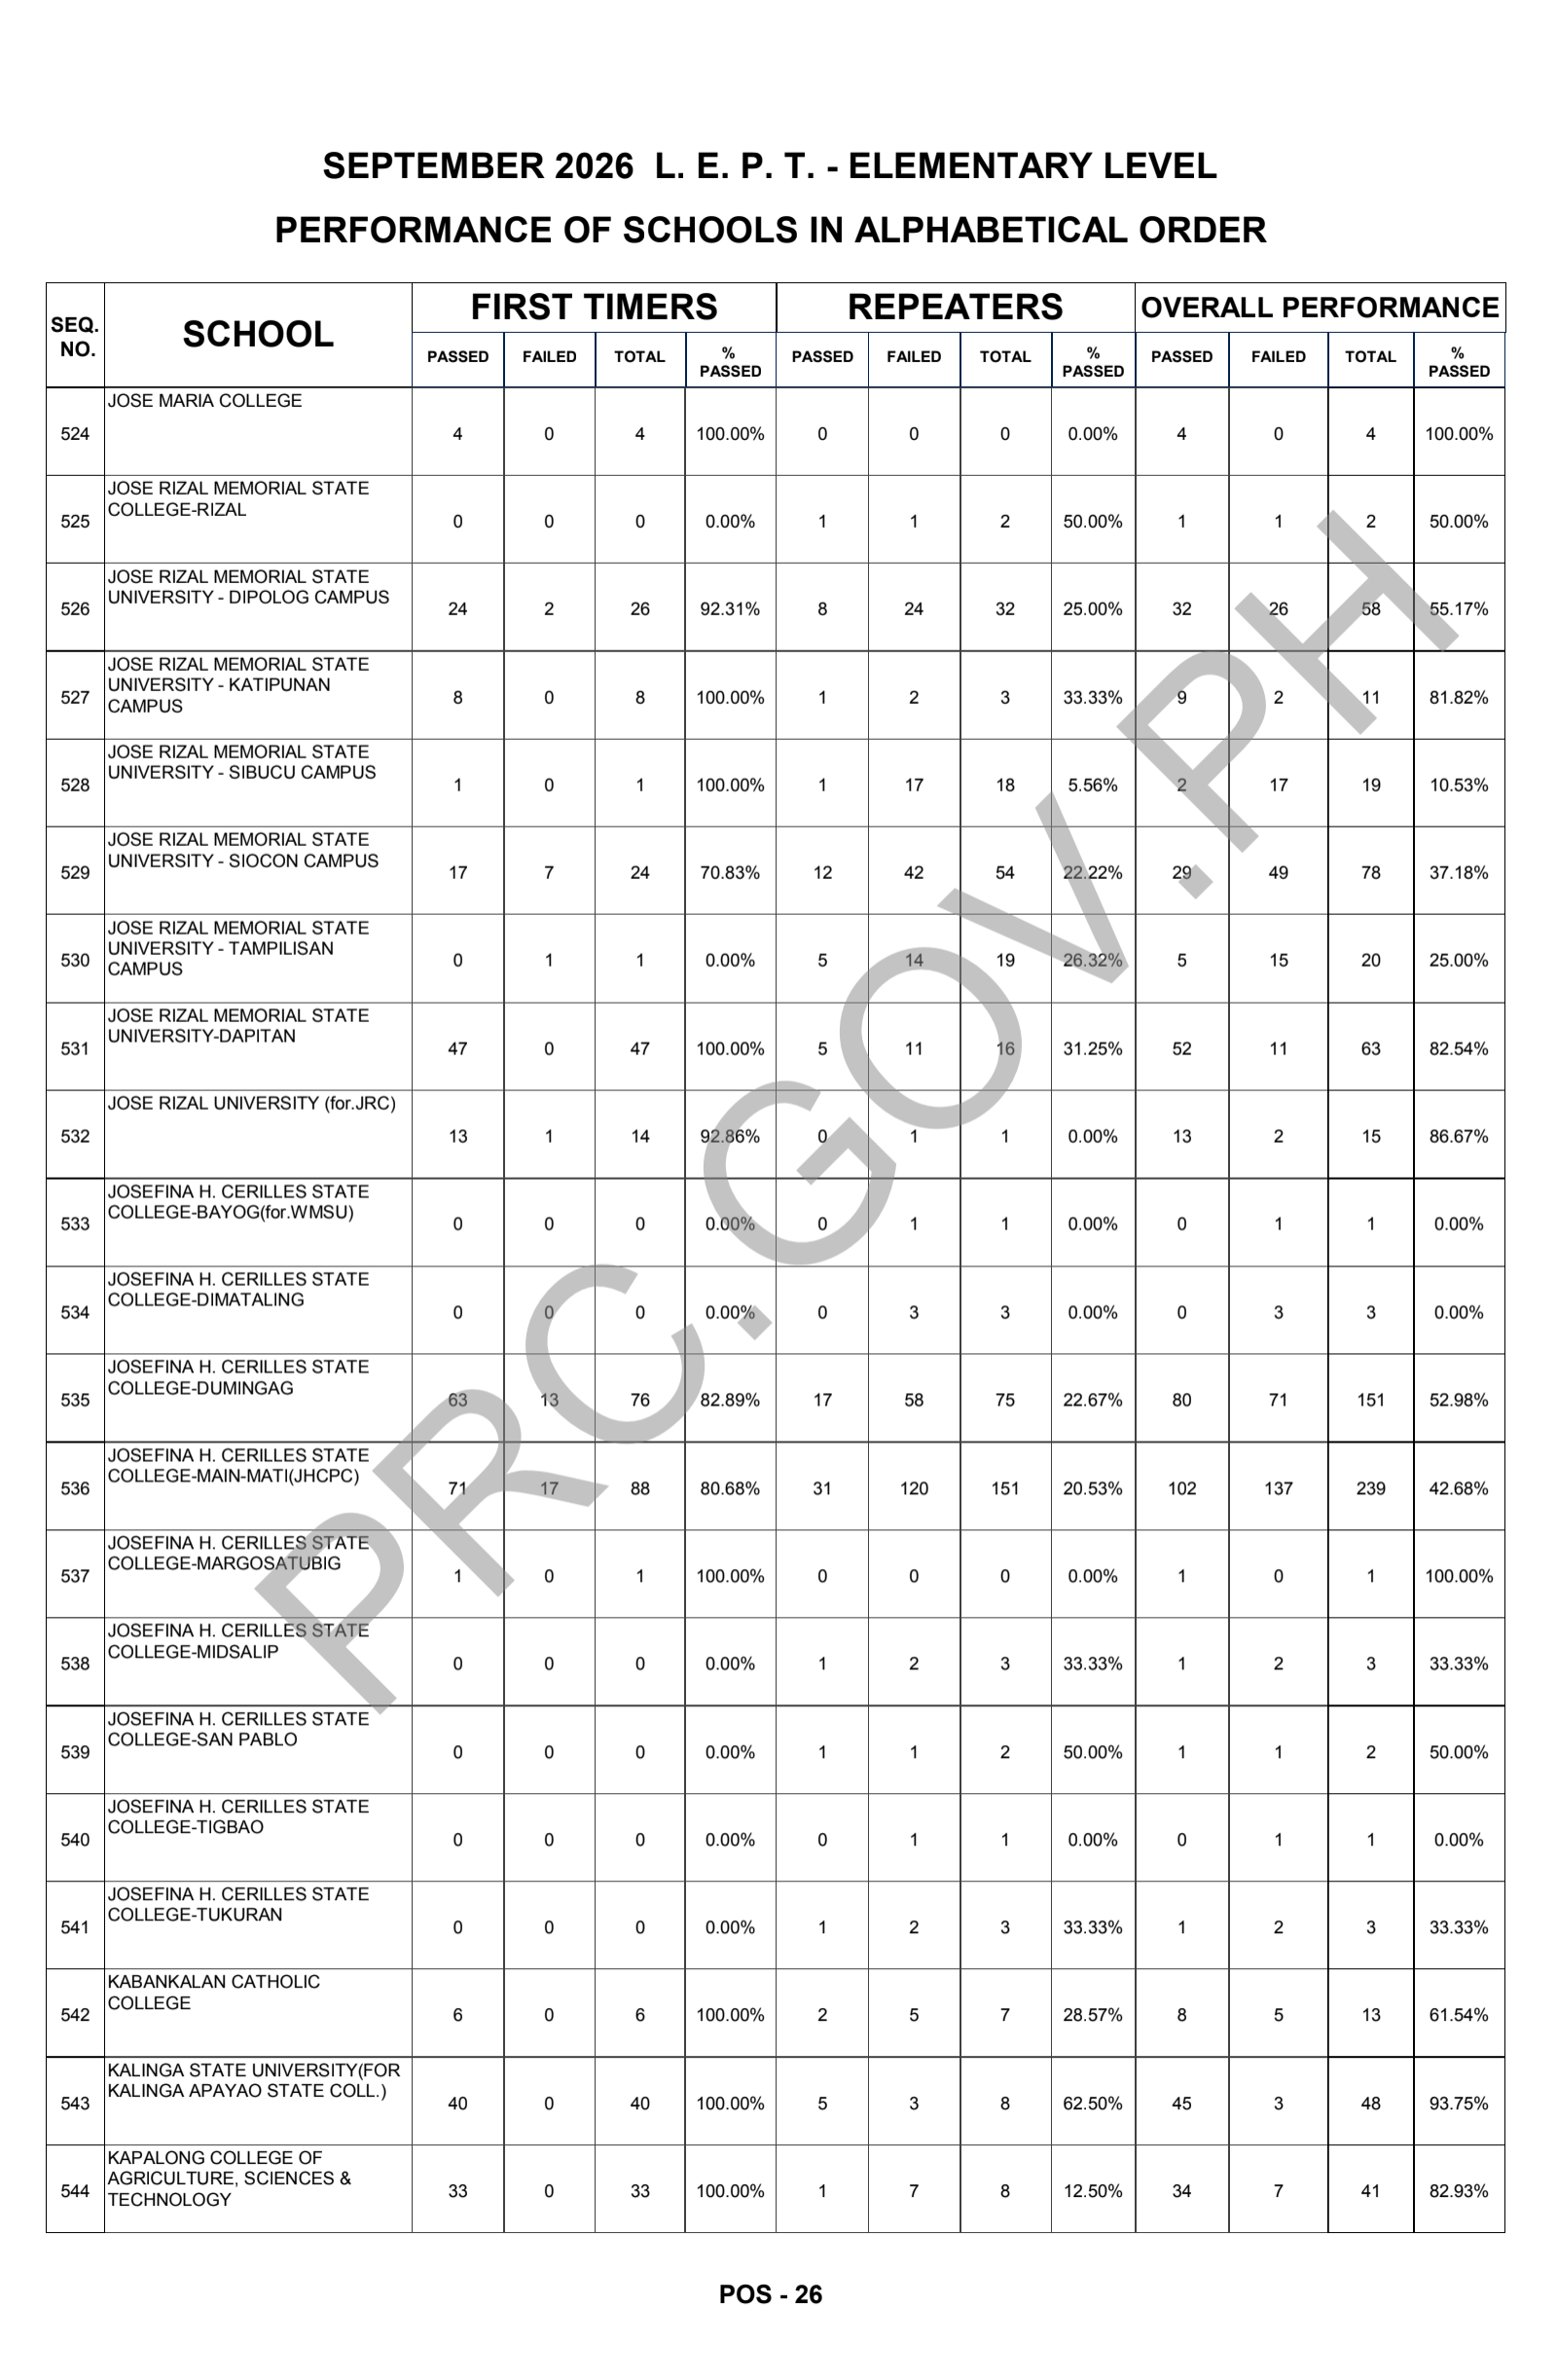 SEPTEMBER 2026 L. E. P. T. - ELEMENTARY LEVEL
PERFORMANCE OF SCHOOLS IN ALPHABETICAL ORDER
SEQ. NO. SCHOOL FIRST TIMERS REPEATERS OVERALL PERFORMANCE
PASSED FAILED TOTAL % PASSED PASSED FAILED TOTAL % PASSED PASSED FAILED TOTAL % PASSED
JOSE MARIA COLLEGE
524 4 0 4 100.00% 0 0 0 0.00% 4 0 4 100.00%
JOSE RIZAL MEMORIAL STATE
COLLEGE-RIZAL
525 0 0 0 0.00% 1 1 2 50.00% 1 1 2 50.00%
JOSE RIZAL MEMORIAL STATE
UNIVERSITY - DIPOLOG CAMPUS
526 24 2 26 92.31% 8 24 32 25.00% 32 26 58 55.17%
JOSE RIZAL MEMORIAL STATE
UNIVERSITY - KATIPUNAN
CAMPUS
527 8 0 8 100.00% 1 2 3 33.33% 9 2 11 81.82%
JOSE RIZAL MEMORIAL STATE
UNIVERSITY - SIBUCU CAMPUS
528 1 0 1 100.00% 1 17 18 5.56% 2 17 19 10.53%
JOSE RIZAL MEMORIAL STATE
UNIVERSITY - SIOCON CAMPUS
529 17 7 24 70.83% 12 42 54 22.22% 29 49 78 37.18%
JOSE RIZAL MEMORIAL STATE
UNIVERSITY - TAMPILISAN
CAMPUS
530 0 1 1 0.00% 5 14 19 26.32% 5 15 20 25.00%
JOSE RIZAL MEMORIAL STATE
UNIVERSITY-DAPITAN
531 47 0 47 100.00% 5 11 16 31.25% 52 11 63 82.54%
JOSE RIZAL UNIVERSITY (for.JRC)
532 13 1 14 92.86% 0 1 1 0.00% 13 2 15 86.67%
JOSEFINA H. CERILLES STATE
COLLEGE-BAYOG(for.WMSU)
533 0 0 0 0.00% 0 1 1 0.00% 0 1 1 0.00%
JOSEFINA H. CERILLES STATE
COLLEGE-DIMATALING
534 0 0 0 0.00% 0 3 3 0.00% 0 3 3 0.00%
JOSEFINA H. CERILLES STATE
COLLEGE-DUMINGAG
535 63 13 76 82.89% 17 58 75 22.67% 80 71 151 52.98%
JOSEFINA H. CERILLES STATE
COLLEGE-MAIN-MATI(JHCPC)
536 71 17 88 80.68% 31 120 151 20.53% 102 137 239 42.68%
JOSEFINA H. CERILLES STATE
COLLEGE-MARGOSATUBIG
537 1 0 1 100.00% 0 0 0 0.00% 1 0 1 100.00%
JOSEFINA H. CERILLES STATE
COLLEGE-MIDSALIP
538 0 0 0 0.00% 1 2 3 33.33% 1 2 3 33.33%
JOSEFINA H. CERILLES STATE
COLLEGE-SAN PABLO
539 0 0 0 0.00% 1 1 2 50.00% 1 1 2 50.00%
JOSEFINA H. CERILLES STATE
COLLEGE-TIGBAO
540 0 0 0 0.00% 0 1 1 0.00% 0 1 1 0.00%
JOSEFINA H. CERILLES STATE
COLLEGE-TUKURAN
541 0 0 0 0.00% 1 2 3 33.33% 1 2 3 33.33%
KABANKALAN CATHOLIC
COLLEGE
542 6 0 6 100.00% 2 5 7 28.57% 8 5 13 61.54%
KALINGA STATE UNIVERSITY(FOR
KALINGA APAYAO STATE COLL.)
543 40 0 40 100.00% 5 3 8 62.50% 45 3 48 93.75%
KAPALONG COLLEGE OF
AGRICULTURE, SCIENCES &
TECHNOLOGY
544 33 0 33 100.00% 1 7 8 12.50% 34 7 41 82.93%
PRC.GOV.PH
POS - 26